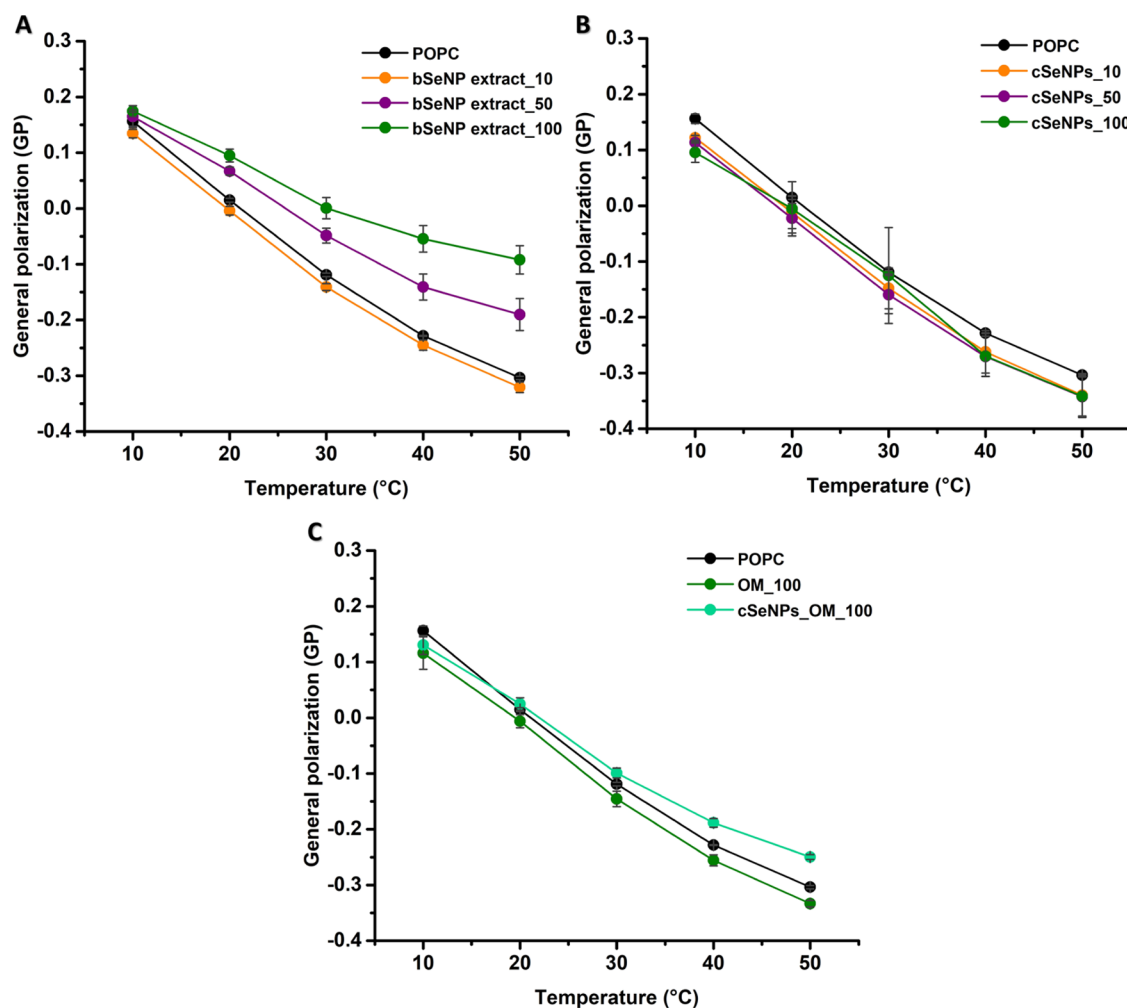 A
0.3
0.2
0.1
0.0
-0.1
-0.2
-0.3
-0.4
General polarization (GP)
POPC
bSeNP extract_10
bSeNP extract_50
bSeNP extract_100
10 20 30 40 50
Temperature (°C)
B
0.3
0.2
0.1
0.0
-0.1
-0.2
-0.3
-0.4
General polarization (GP)
POPC
cSeNPs_10
cSeNPs_50
cSeNPs_100
10 20 30 40 50
Temperature (°C)
C
0.3
0.2
0.1
0.0
-0.1
-0.2
-0.3
-0.4
General polarization (GP)
POPC
OM_100
cSeNPs_OM_100
10 20 30 40 50
Temperature (°C)